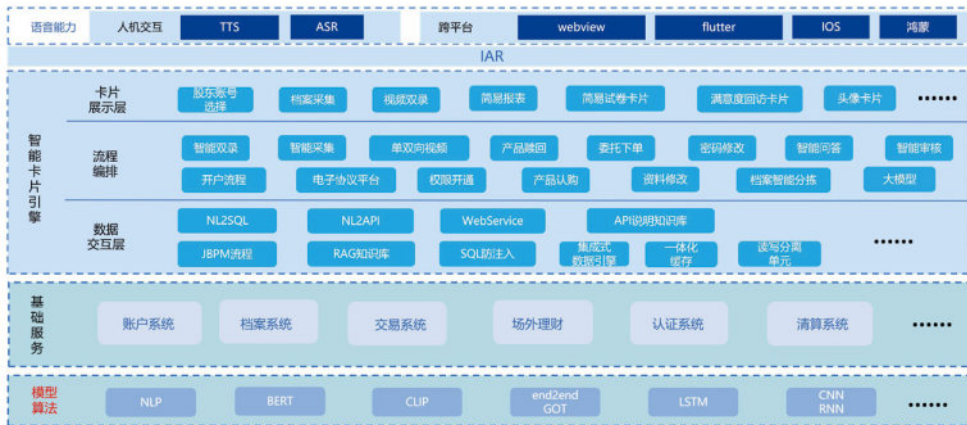 语音能力 人机交互 TTS ASR 跨平台 webview flutter IOS 鸿蒙
IAR
智能卡片引擎
卡片
展示层
股东账号
选择
档案采集 视频双录 简易报表 简易试卷卡片 满意度回访卡片 头像卡片 ……
流程
编排
智能双录 智能采集 单双向视频 产品赎回 委托下单 密码修改 智能问答 智能审核
开户流程 电子协议平台 权限开通 产品认购 资料修改 档案智能分拣 大模型
数据
交互层
NL2SQL NL2API WebService API说明知识库 ……
JBPM流程 RAG知识库 SQL防注入
集成式
数据引擎
一体化
缓存
读写分离
单元
基础服务
账户系统 档案系统 交易系统 场外理财 认证系统 清算系统 ……
模型
算法
NLP BERT CLIP
end2end
GOT
LSTM
CNN
RNN
……